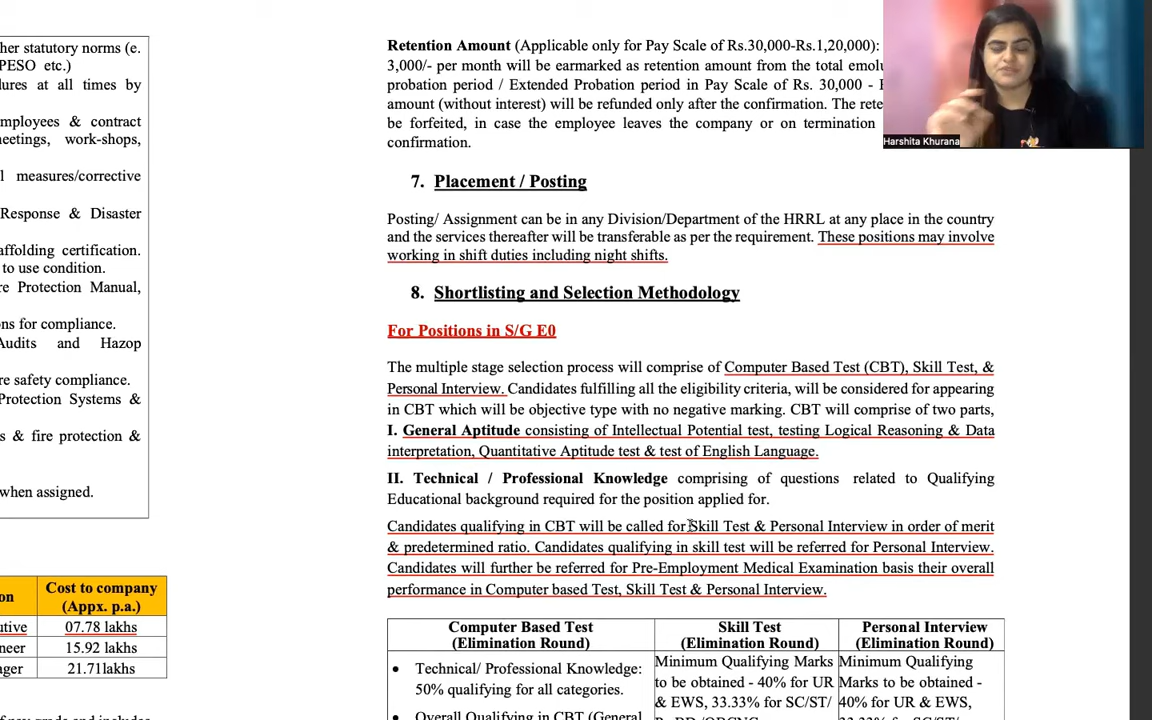 her statutory norms (e.
PESO etc.)
lures at all times by
mployees & contract
neetings, work-shops,
l measures/corrective
Response & Disaster
affolding certification.
to use condition.
re Protection Manual,
ons for compliance.
Audits and Hazop
re safety compliance.
Protection Systems &
s & fire protection &
when assigned.
on Cost to company
(Appx. p.a.)
utive 07.78 lakhs
neer 15.92 lakhs
ager 21.71lakhs
Retention Amount (Applicable only for Pay Scale of Rs.30,000-Rs.1,20,000):
3,000/- per month will be earmarked as retention amount from the total emolu
probation period / Extended Probation period in Pay Scale of Rs. 30,000 -
amount (without interest) will be refunded only after the confirmation. The rete
be forfeited, in case the employee leaves the company or on termination
confirmation.
Harshita Khurana
7. Placement / Posting
Posting/ Assignment can be in any Division/Department of the HRRL at any place in the country
and the services thereafter will be transferable as per the requirement. These positions may involve
working in shift duties including night shifts.
8. Shortlisting and Selection Methodology
For Positions in S/G E0
The multiple stage selection process will comprise of Computer Based Test (CBT), Skill Test, &
Personal Interview. Candidates fulfilling all the eligibility criteria, will be considered for appearing
in CBT which will be objective type with no negative marking. CBT will comprise of two parts,
I. General Aptitude consisting of Intellectual Potential test, testing Logical Reasoning & Data
interpretation, Quantitative Aptitude test & test of English Language.
II. Technical / Professional Knowledge comprising of questions related to Qualifying
Educational background required for the position applied for.
Candidates qualifying in CBT will be called for Skill Test & Personal Interview in order of merit
& predetermined ratio. Candidates qualifying in skill test will be referred for Personal Interview.
Candidates will further be referred for Pre-Employment Medical Examination basis their overall
performance in Computer based Test, Skill Test & Personal Interview.
Computer Based Test Skill Test Personal Interview
(Elimination Round) (Elimination Round) (Elimination Round)
• Technical/ Professional Knowledge:
50% qualifying for all categories.
• Overall Qualifying in CBT (General
Minimum Qualifying Marks
to be obtained - 40% for UR
& EWS, 33.33% for SC/ST/
Minimum Qualifying
Marks to be obtained -
40% for UR & EWS,